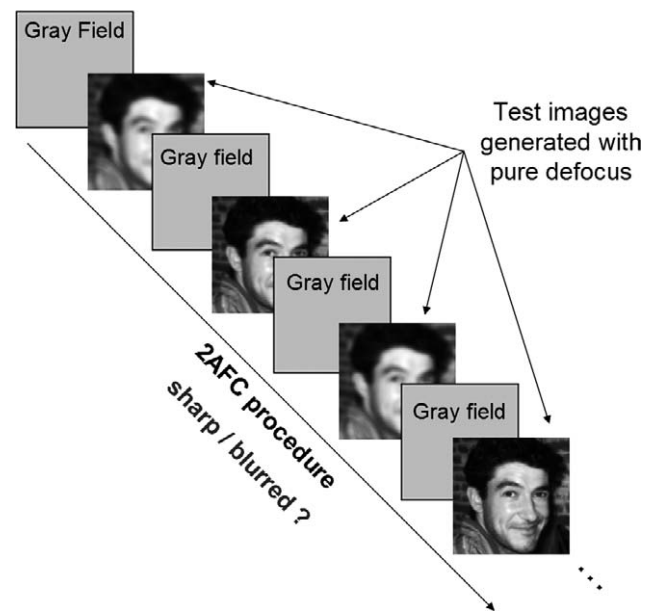 Gray Field
Gray field
Gray field
Gray field
Test images
generated with
pure defocus
2AFC procedure
sharp / blurred ?
...